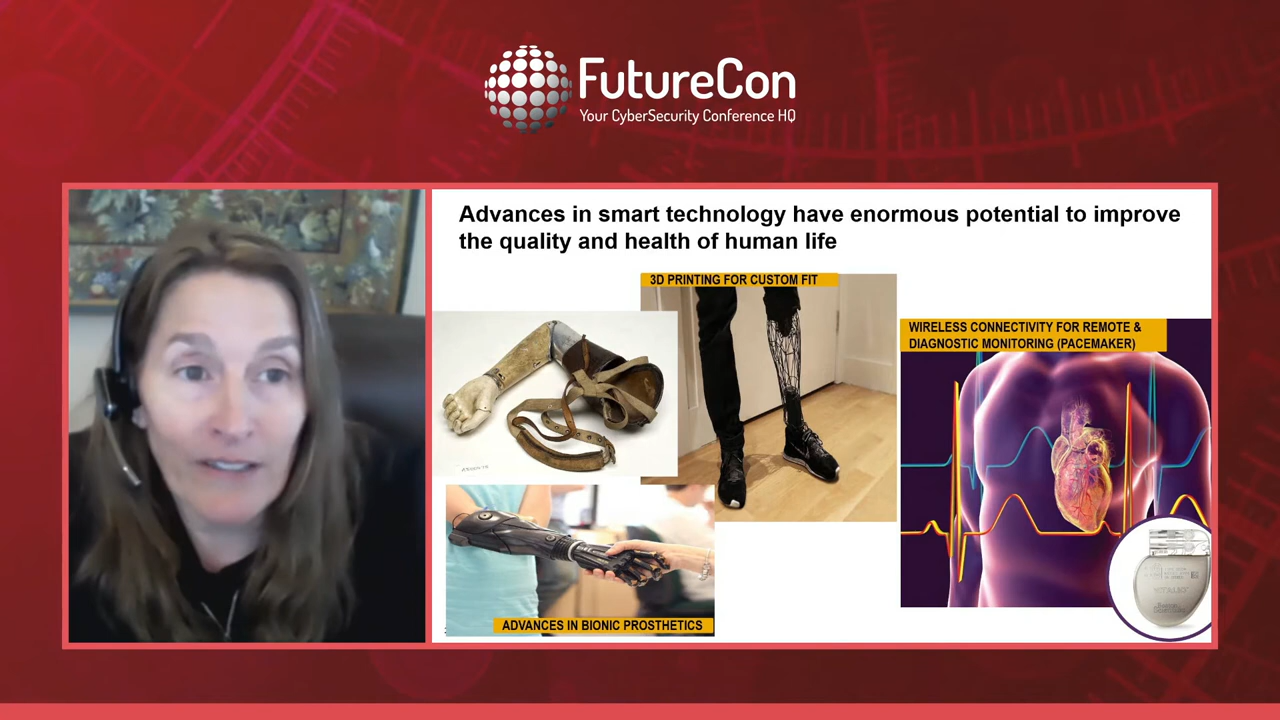 FutureCon
Your CyberSecurity Conference HQ
Advances in smart technology have enormous potential to improve
the quality and health of human life
3D PRINTING FOR CUSTOM FIT
WIRELESS CONNECTIVITY FOR REMOTE &
DIAGNOSTIC MONITORING (PACEMAKER)
ADVANCES IN BIONIC PROSTHETICS